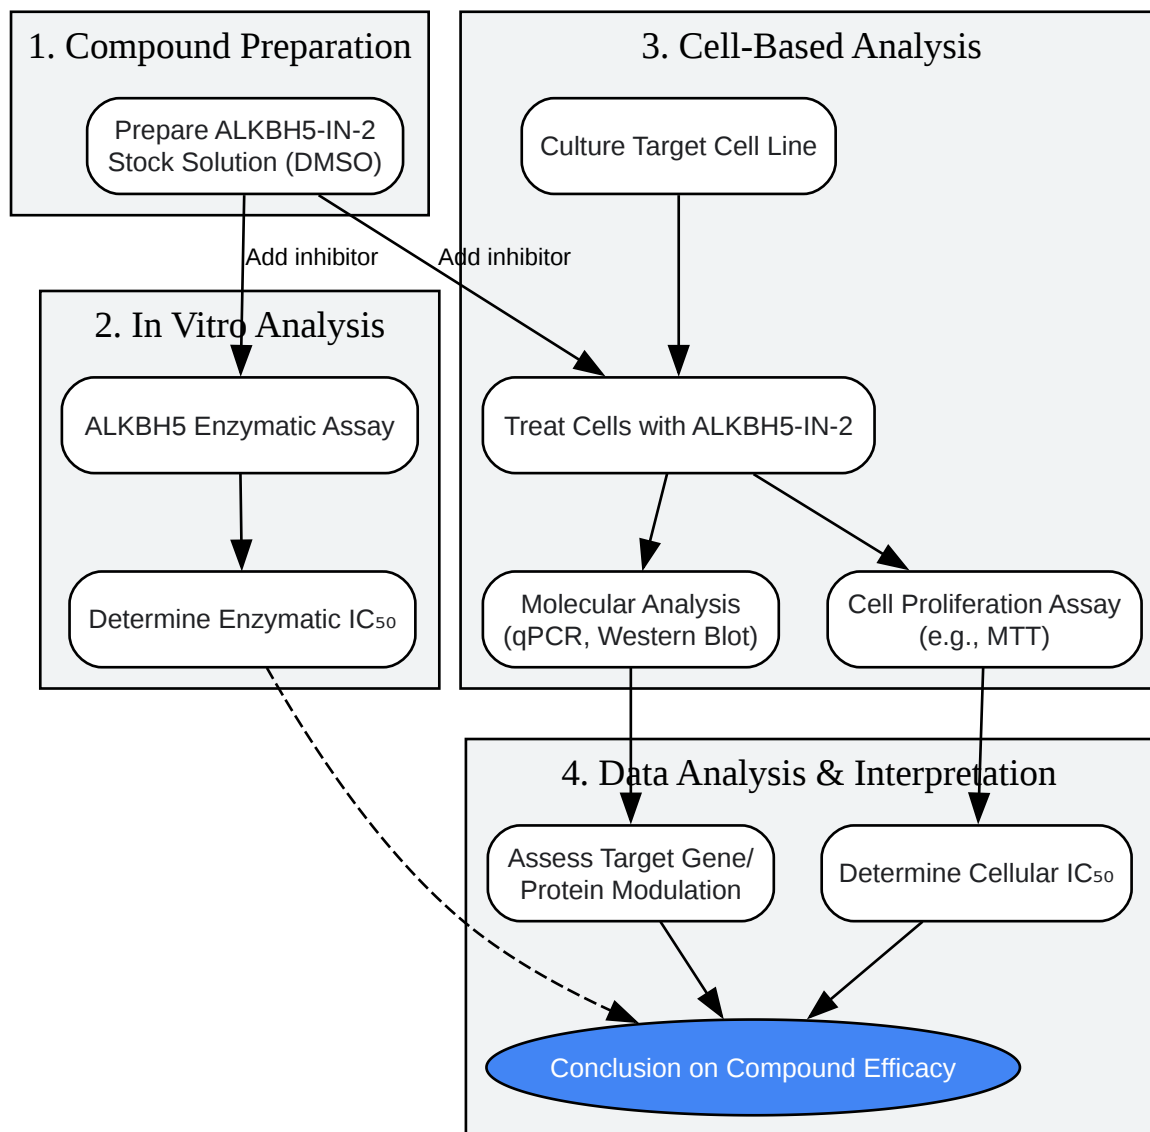 1. Compound Preparation
Prepare ALKBH5-IN-2
Stock Solution (DMSO)
Add inhibitor
Add inhibitor
2. In Vitro Analysis
ALKBH5 Enzymatic Assay
Determine Enzymatic IC₅₀
3. Cell-Based Analysis
Culture Target Cell Line
Treat Cells with ALKBH5-IN-2
Molecular Analysis
(qPCR, Western Blot)
Cell Proliferation Assay
(e.g., MTT)
4. Data Analysis & Interpretation
Assess Target Gene/
Protein Modulation
Determine Cellular IC₅₀
Conclusion on Compound Efficacy